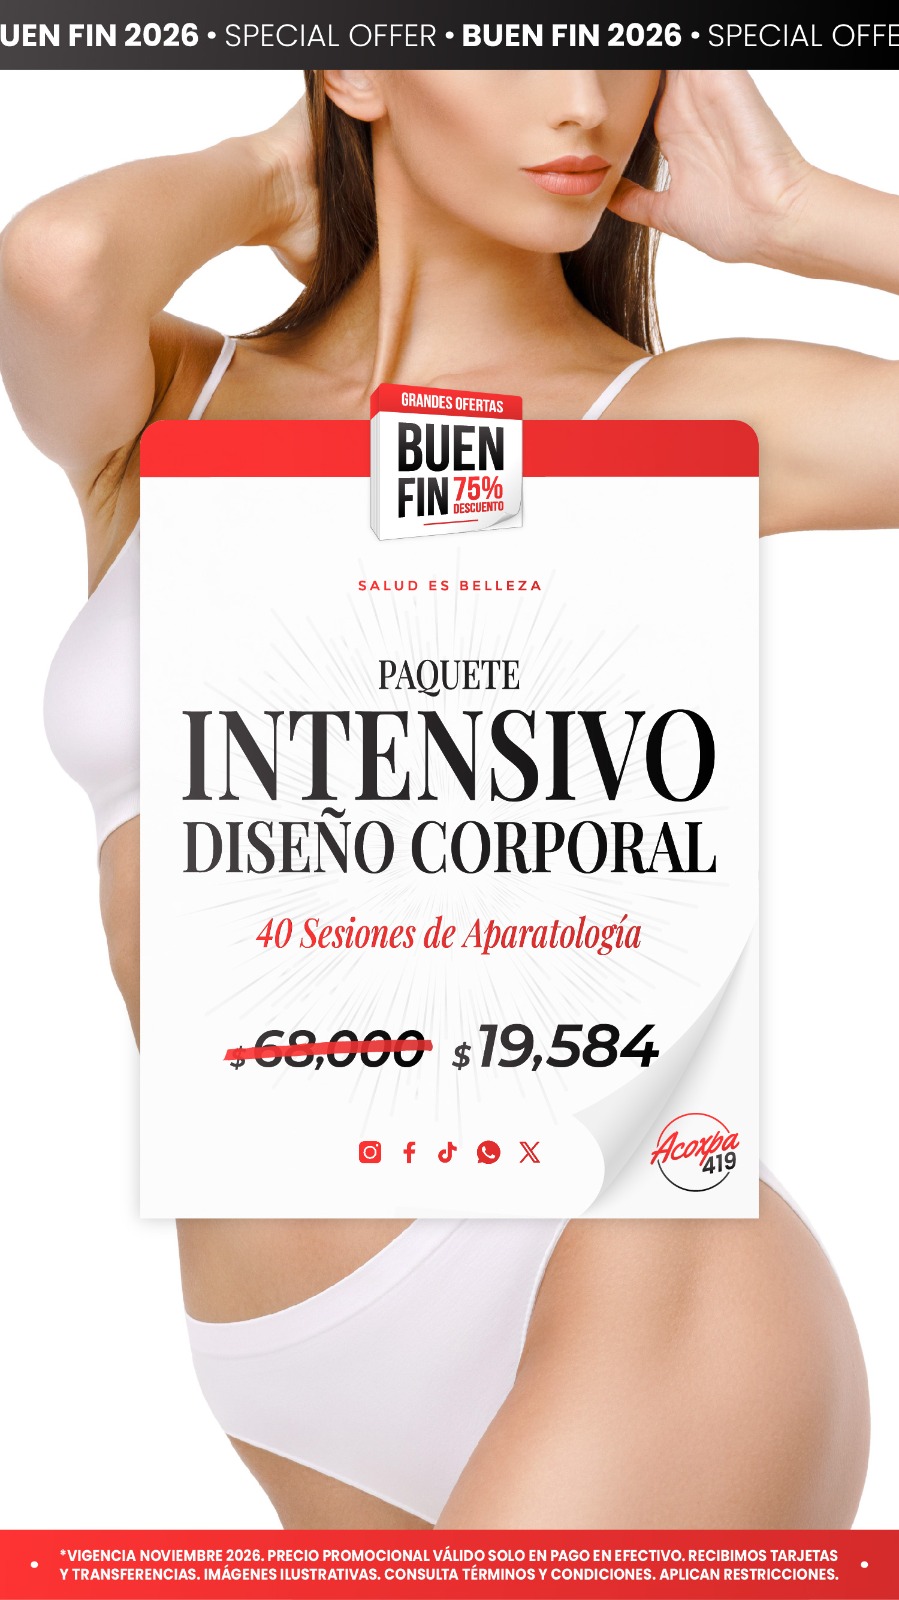 UEN FIN 2026 • SPECIAL OFFER • BUEN FIN 2026 • SPECIAL OFFE
GRANDES OFERTAS
BUEN
FIN 75%
DESCUENTO
SALUD ES BELLEZA
PAQUETE
INTENSIVO
DISEÑO CORPORAL
40 Sesiones de Aparatología
$68,000 $19,584
Acoxpa
419
*VIGENCIA NOVIEMBRE 2026. PRECIO PROMOCIONAL VÁLIDO SOLO EN PAGO EN EFECTIVO. RECIBIMOS TARJETAS
• Y TRANSFERENCIAS. IMÁGENES ILUSTRATIVAS. CONSULTA TÉRMINOS Y CONDICIONES. APLICAN RESTRICCIONES. •